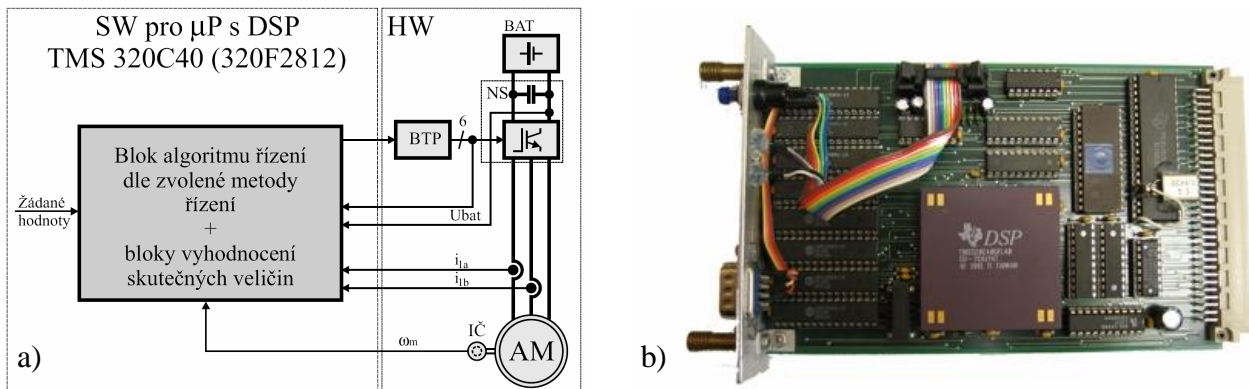 SW pro µP s DSP
TMS 320C40 (320F2812)
HW
BAT
NS
BTP
6
Blok algoritmu řízení
dle zvolené metody
řízení
+
bloky vyhodnocení
skutečných veličin
Žádané
hodnoty
Ubat
i1a
i1b
IČ
ωm
AM
a)
b)
DSP